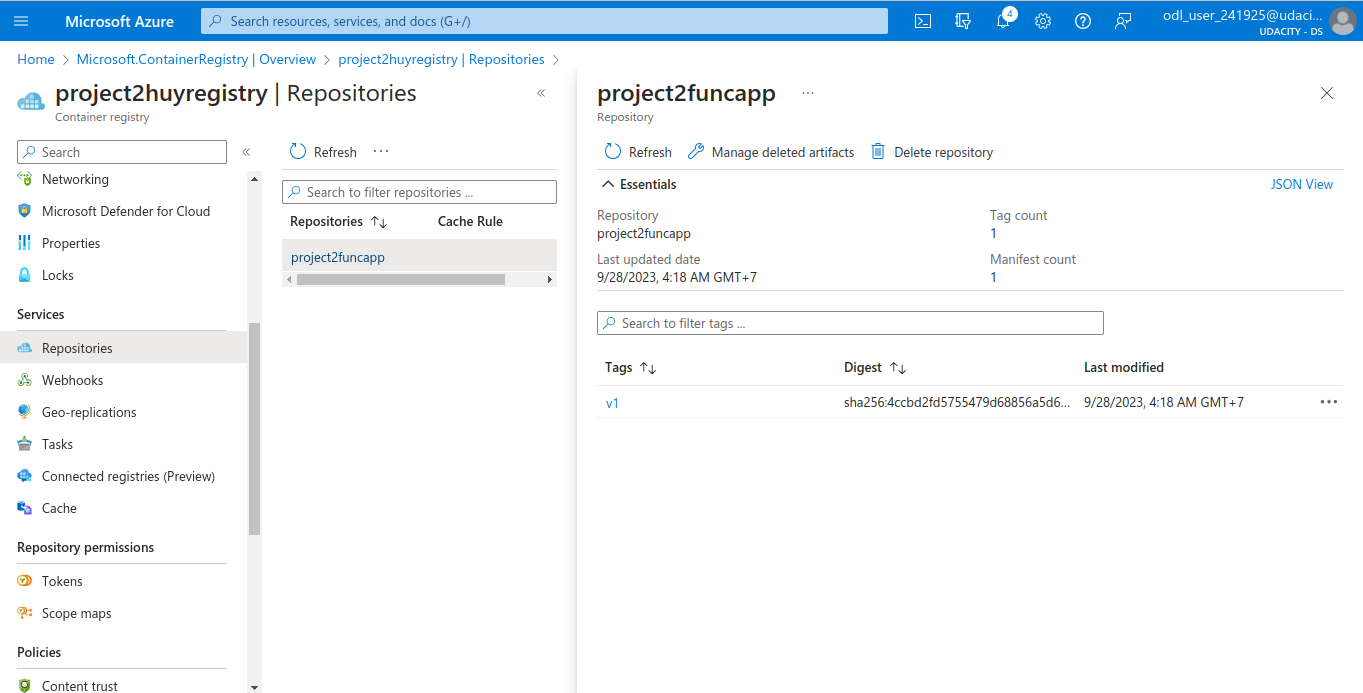 Microsoft Azure
Search resources, services, and docs (G+/)
4
odl_user_241925@udaci...
UDACITY - DS
Home > Microsoft.ContainerRegistry | Overview > project2huyregistry | Repositories >
project2huyregistry | Repositories
Container registry
Search
Networking
Microsoft Defender for Cloud
Properties
Locks
Services
Repositories
Webhooks
Geo-replications
Tasks
Connected registries (Preview)
Cache
Repository permissions
Tokens
Scope maps
Policies
Content trust
Refresh
Search to filter repositories ...
Repositories Cache Rule
project2funcapp
project2funcapp
Repository
Refresh Manage deleted artifacts Delete repository
Essentials JSON View
Repository
project2funcapp
Last updated date
9/28/2023, 4:18 AM GMT+7
Tag count
1
Manifest count
1
Search to filter tags ...
Tags Digest Last modified
v1 sha256:4ccbd2fd5755479d68856a5d6... 9/28/2023, 4:18 AM GMT+7